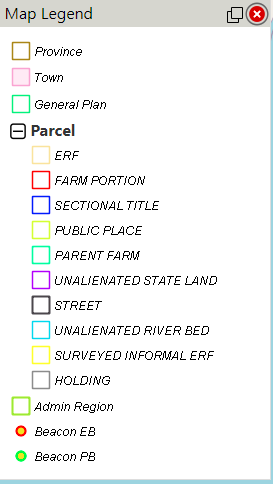 Map Legend
Province
Town
General Plan
Parcel
ERF
FARM PORTION
SECTIONAL TITLE
PUBLIC PLACE
PARENT FARM
UNALIENATED STATE LAND
STREET
UNALIENATED RIVER BED
SURVEYED INFORMAL ERF
HOLDING
Admin Region
Beacon EB
Beacon PB